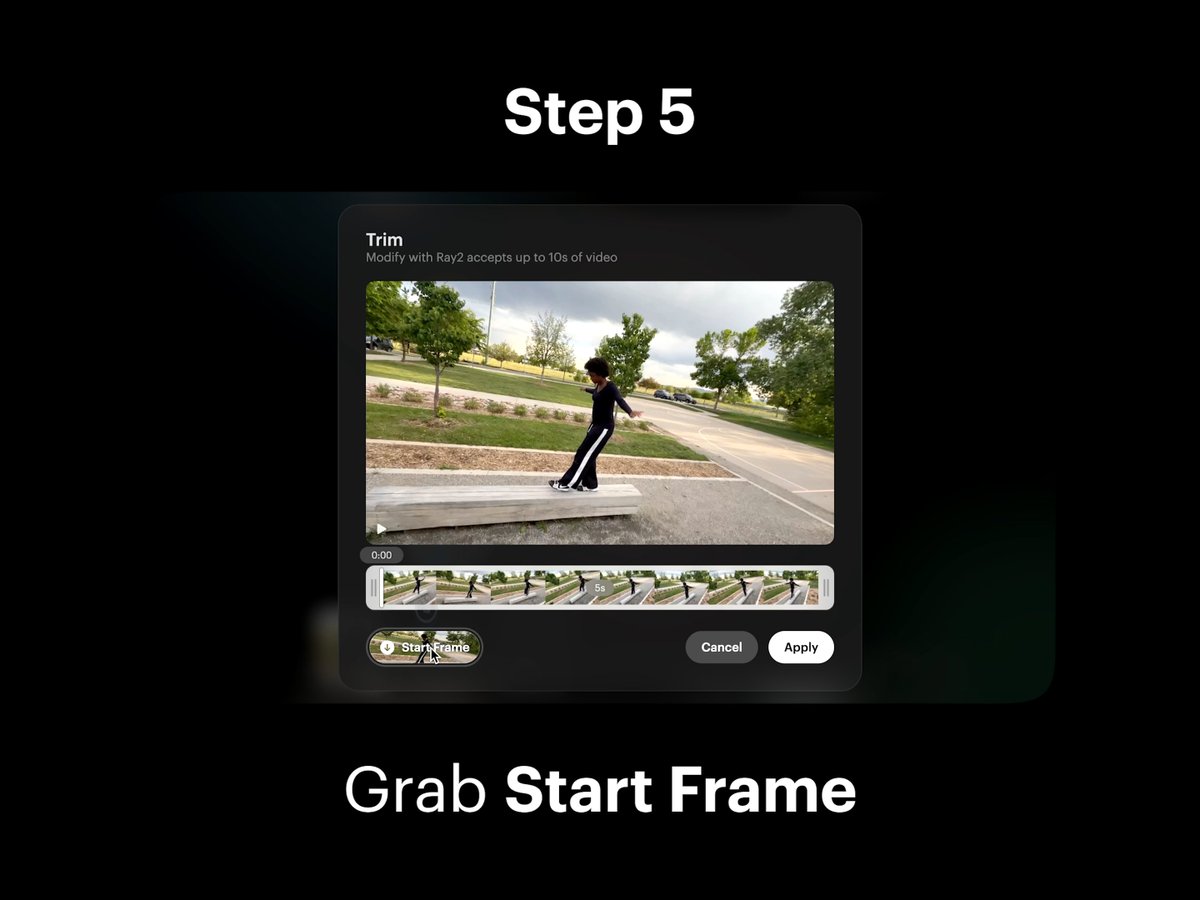 Step 5
Trim
Modify with Ray2 accepts up to 10s of video
0:00
5s
Start Frame
Cancel
Apply
Grab Start Frame